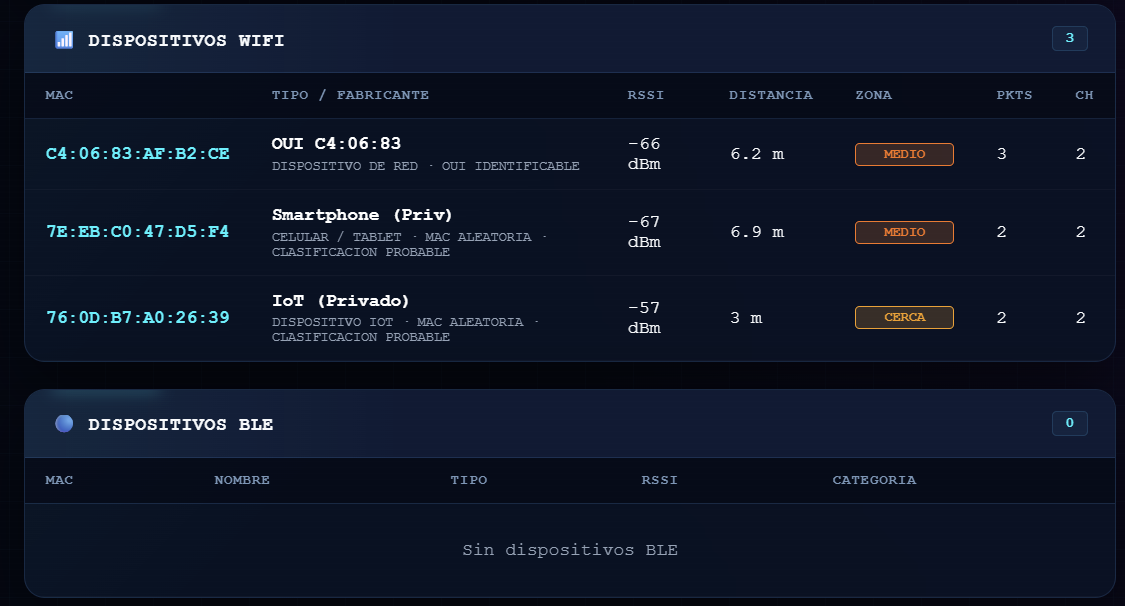 DISPOSITIVOS WIFI
3
MAC TIPO / FABRICANTE RSSI DISTANCIA ZONA PKTS CH
C4:06:83:AF:B2:CE
OUI C4:06:83
DISPOSITIVO DE RED · OUI IDENTIFICABLE
-66
dBm
6.2 m
MEDIO
3
2
7E:EB:C0:47:D5:F4
Smartphone (Priv)
CELULAR / TABLET · MAC ALEATORIA ·
CLASIFICACION PROBABLE
-67
dBm
6.9 m
MEDIO
2
2
76:0D:B7:A0:26:39
IoT (Privado)
DISPOSITIVO IOT · MAC ALEATORIA ·
CLASIFICACION PROBABLE
-57
dBm
3 m
CERCA
2
2
DISPOSITIVOS BLE
0
MAC NOMBRE TIPO RSSI CATEGORIA
Sin dispositivos BLE